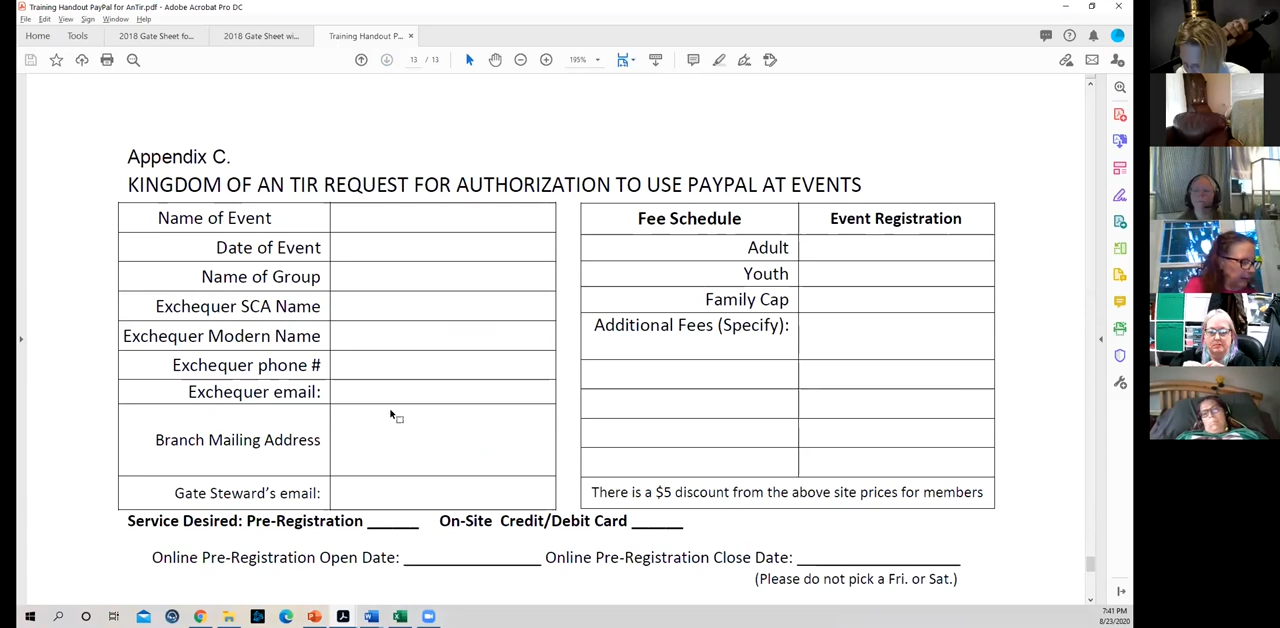 Training Handout PayPal for AnTir.pdf - Adobe Acrobat Pro DC
File Edit View Sign Window Help
Home Tools 2018 Gate Sheet fo... 2018 Gate Sheet wi... Training Handout P... ×
13 / 13 195%
Appendix C.
KINGDOM OF AN TIR REQUEST FOR AUTHORIZATION TO USE PAYPAL AT EVENTS
Name of Event
Date of Event
Name of Group
Exchequer SCA Name
Exchequer Modern Name
Exchequer phone #
Exchequer email:
Branch Mailing Address
Gate Steward's email:
Fee Schedule Event Registration
Adult
Youth
Family Cap
Additional Fees (Specify):
There is a $5 discount from the above site prices for members
Service Desired: Pre-Registration ______ On-Site Credit/Debit Card ______
Online Pre-Registration Open Date: ________________ Online Pre-Registration Close Date: ___________________
(Please do not pick a Fri. or Sat.)
7:41 PM
8/23/2020